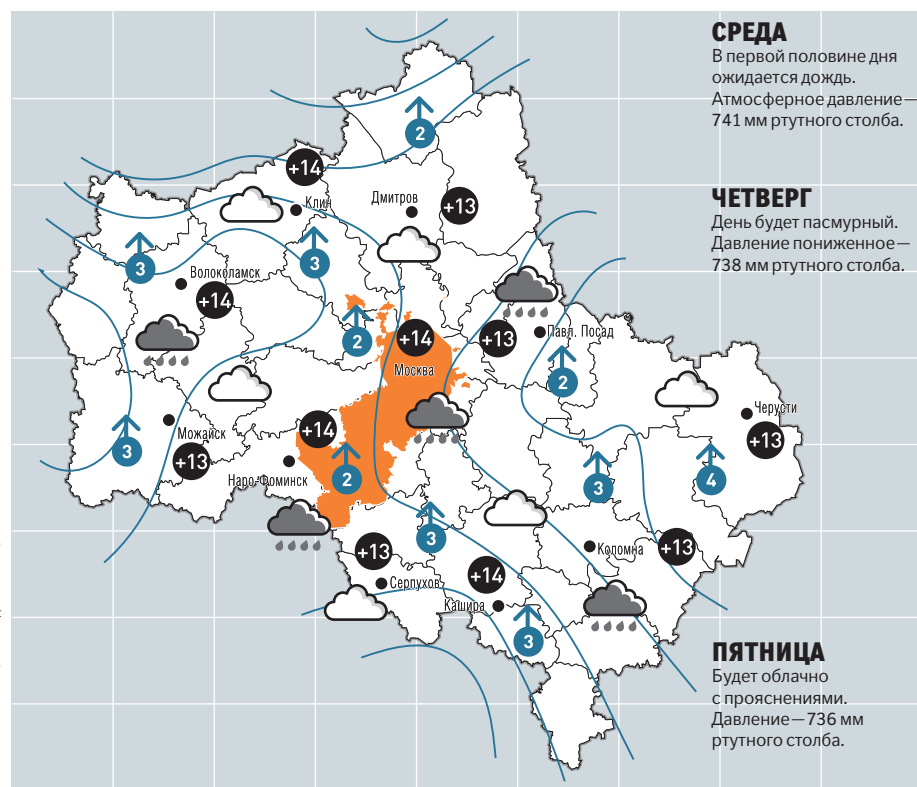 СРЕДА
В первой половине дня
ожидается дождь.
Атмосферное давление—
741 мм ртутного столба.
ЧЕТВЕРГ
День будет пасмурный.
Давление пониженное—
738 мм ртутного столба.
ПЯТНИЦА
Будет облачно
с прояснениями.
Давление—736 мм
ртутного столба.
2
+14
Клин
Дмитров
+13
3
3
Волоколамск
+14
2
+14
Москва
+13
Павл. Посад
2
Черусти
+13
Можайск
3
+13
+14
Наро-Фоминск
2
3
4
3
+13
Серпухов
+14
Кашира
Коломна
+13
3